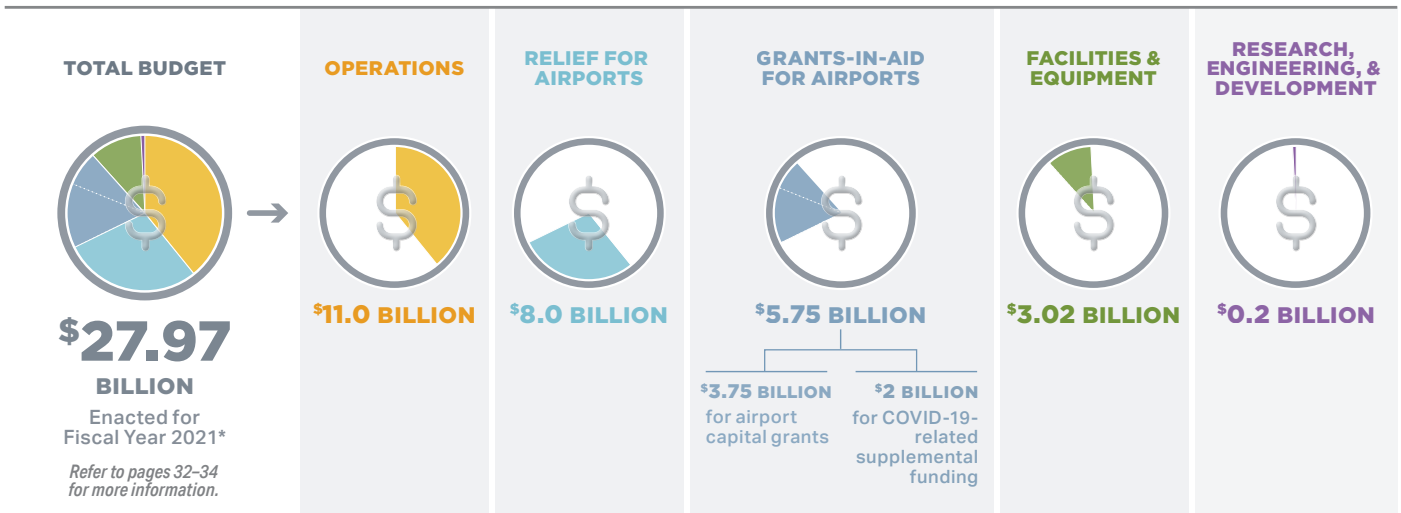 TOTAL BUDGET
$
$27.97
BILLION
Enacted for
Fiscal Year 2021*
Refer to pages 32–34
for more information.
OPERATIONS
$
$11.0 BILLION
RELIEF FOR
AIRPORTS
$
$8.0 BILLION
GRANTS-IN-AID
FOR AIRPORTS
$
$5.75 BILLION
$3.75 BILLION
for airport
capital grants
$2 BILLION
for COVID-19-
related
supplemental
funding
FACILITIES &
EQUIPMENT
$
$3.02 BILLION
RESEARCH,
ENGINEERING, &
DEVELOPMENT
$
$0.2 BILLION